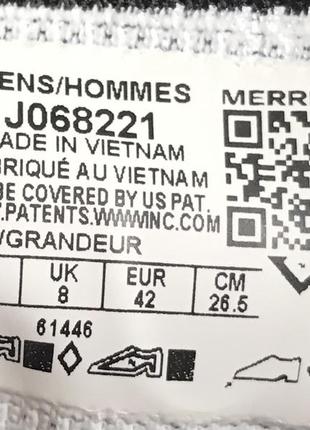 ENS/HOMMES
MERR
J068221
ADE IN VIETNAM
BRIQUÉ AU VIETNAM
BE COVERED BY US PAT.
.PATENTS.WWWINC.COM
/GRANDEUR
UK EUR CM
8 42 26.5
61446